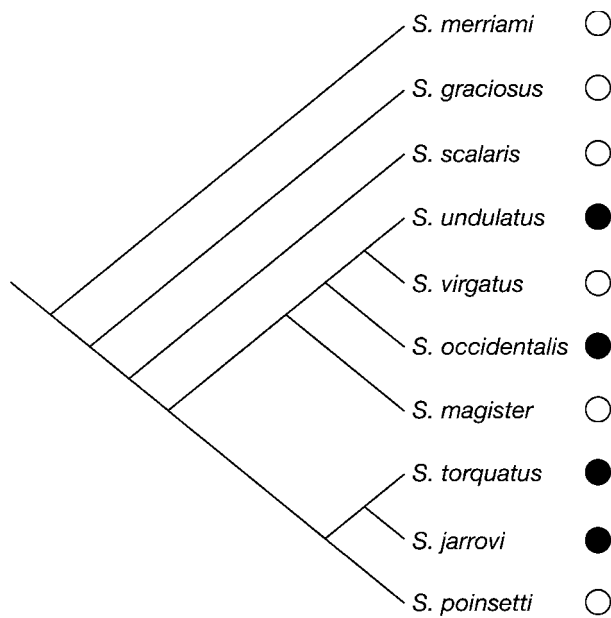 S. merriami
S. graciosus
S. scalaris
S. undulatus
S. virgatus
S. occidentalis
S. magister
S. torquatus
S. jarrovi
S. poinsetti